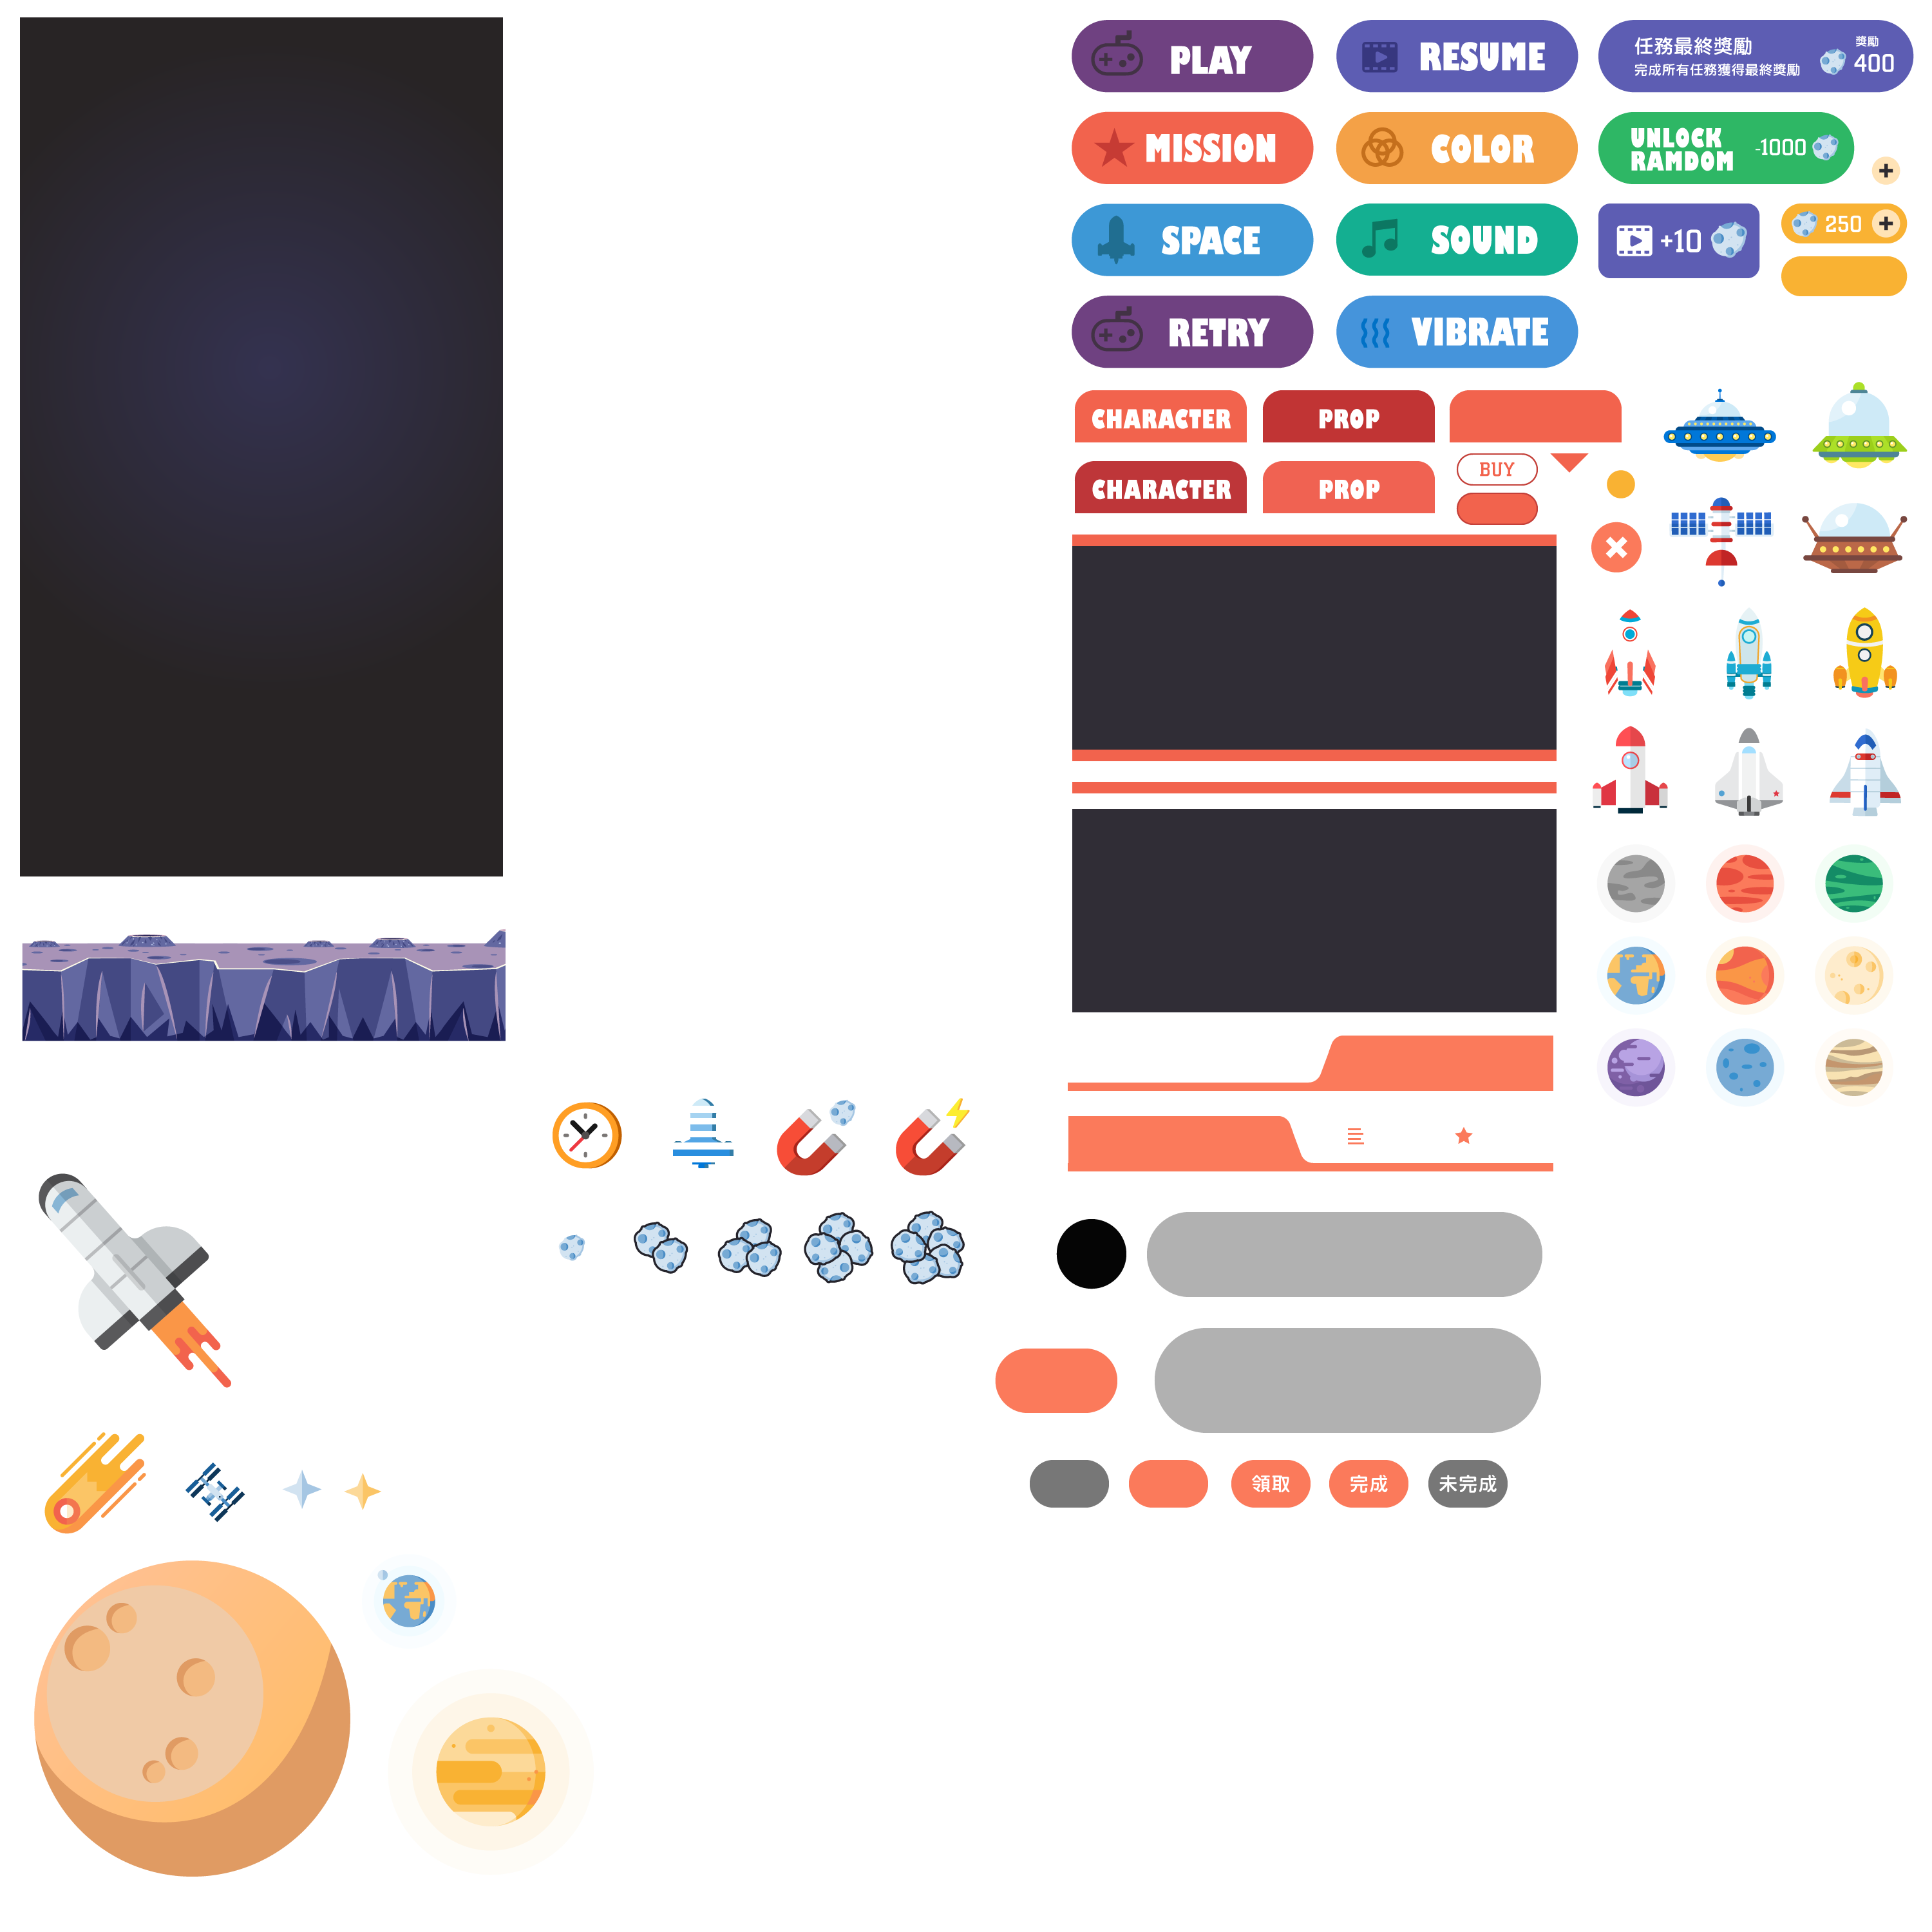 PLAY
RESUME
任務最終獎勵
完成所有任務獲得最終獎勵
獎勵
400
MISSION
COLOR
UNLOCK
RAMDOM
-1000
SPACE
SOUND
+10
250
RETRY
VIBRATE
CHARACTER
PROP
BUY
CHARACTER
PROP
領取
完成
未完成